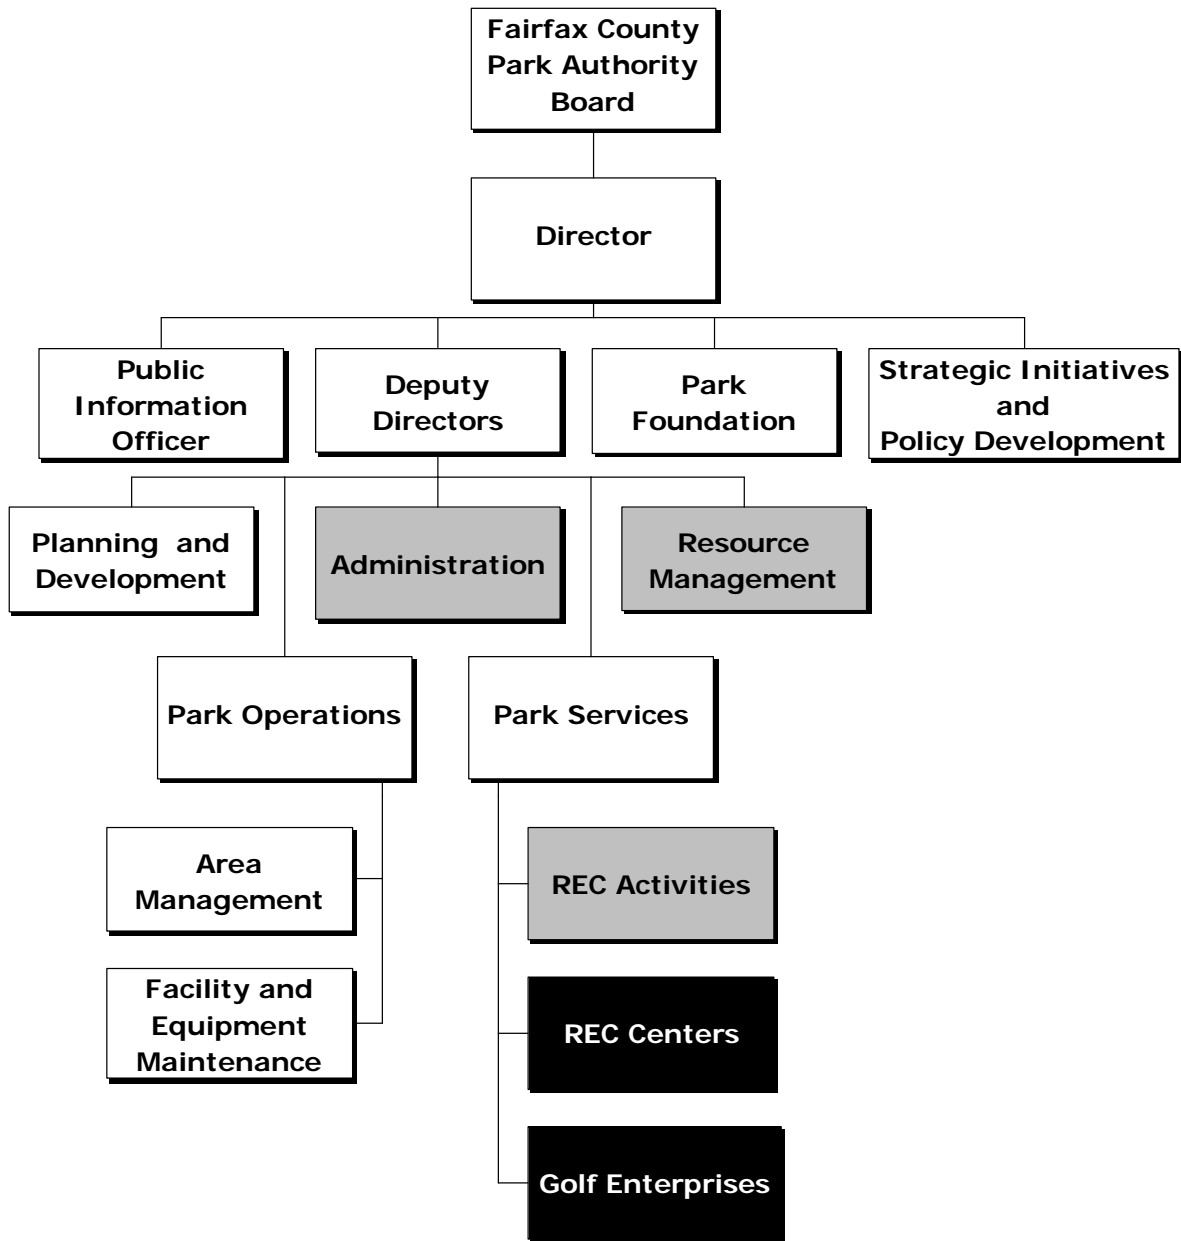 Fairfax County
Park Authority
Board
Director
Public
Information
Officer
Deputy
Directors
Park
Foundation
Strategic Initiatives
and
Policy Development
Planning and
Development
Administration
Resource
Management
Park Operations
Park Services
Area
Management
REC Activities
Facility and
Equipment
Maintenance
REC Centers
Golf Enterprises